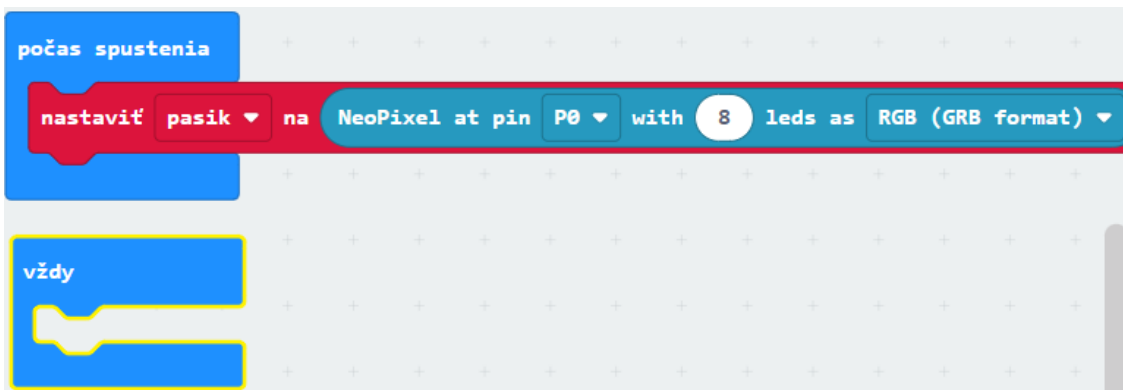 počas spustenia
nastaviť pasik na NeoPixel at pin P0 with 8 leds as RGB (GRB format)
vždy